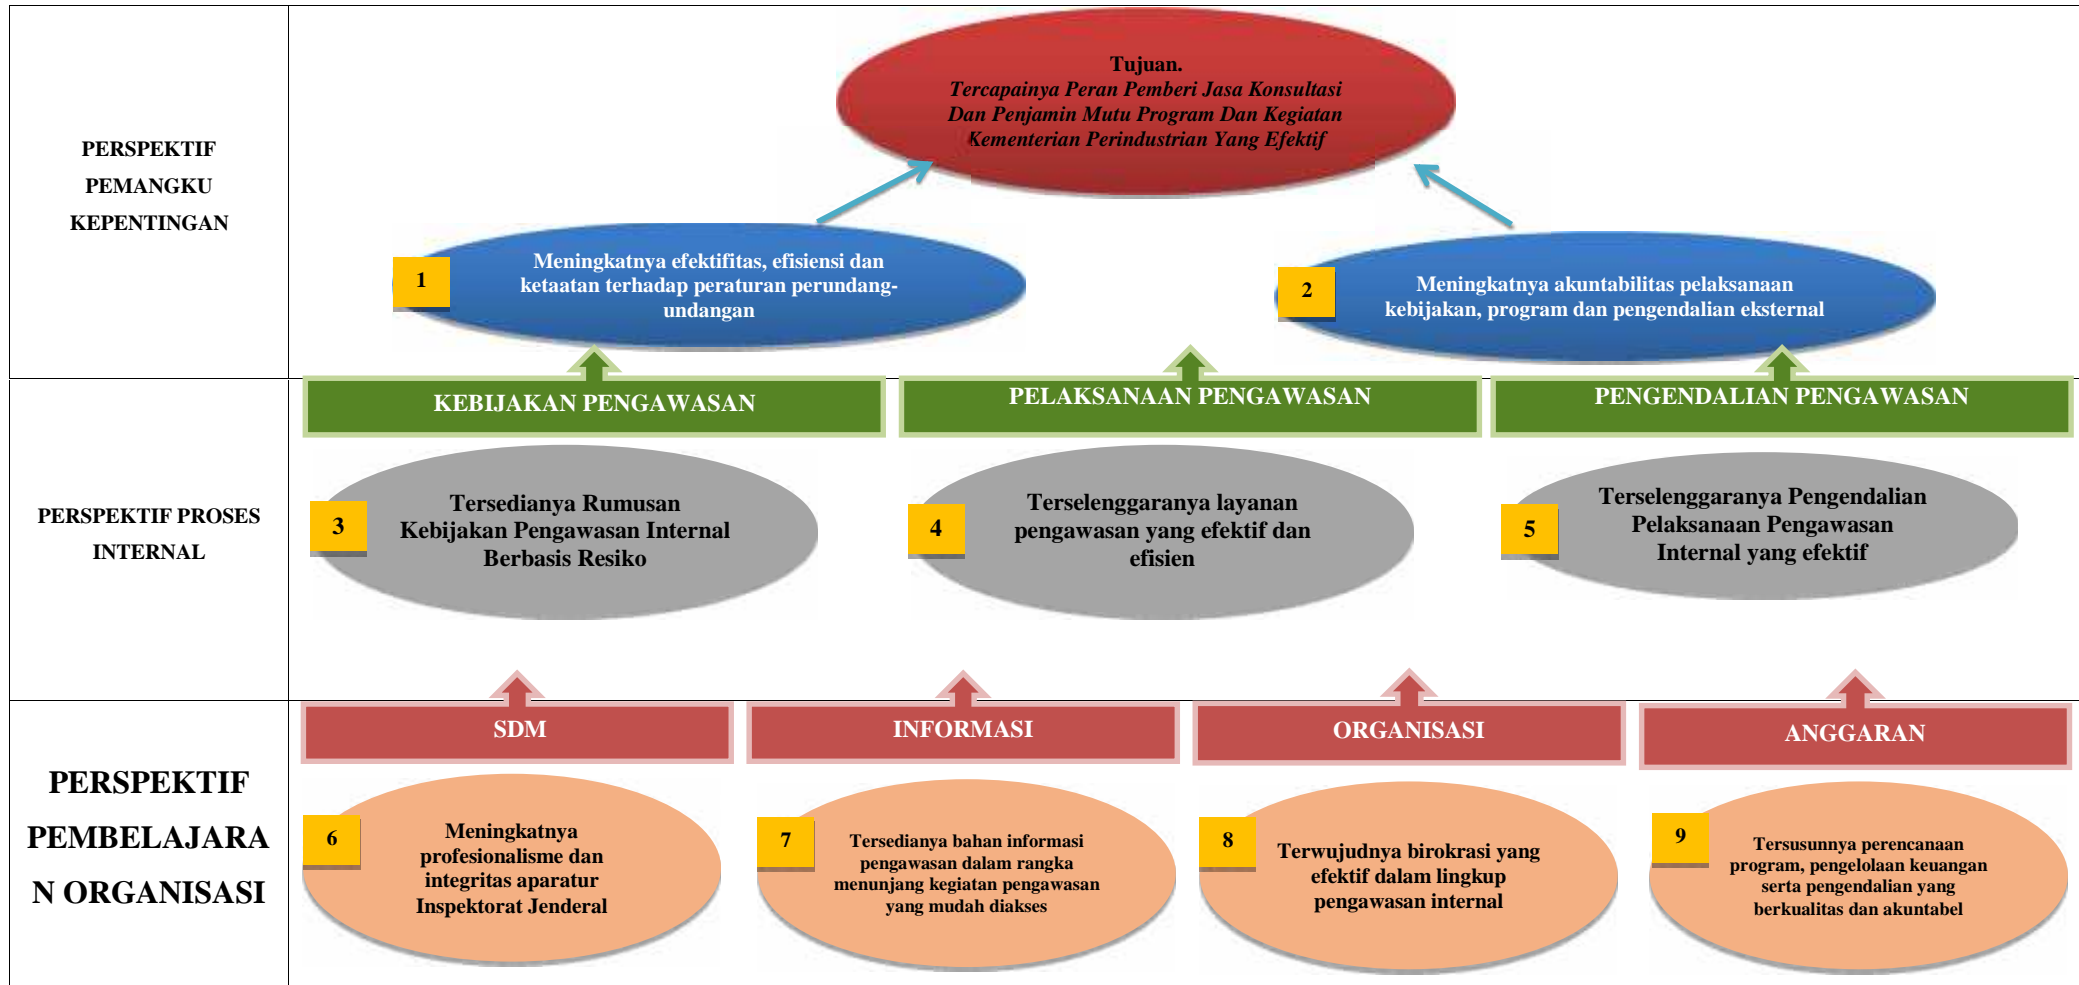 PERSPEKTIF
PEMANGKU
KEPENTINGAN
Tujuan.
Tercapainya Peran Pemberi Jasa Konsultasi
Dan Penjamin Mutu Program Dan Kegiatan
Kementerian Perindustrian Yang Efektif
1
Meningkatnya efektifitas, efisiensi dan
ketaatan terhadap peraturan perundang-
undangan
2
Meningkatnya akuntabilitas pelaksanaan
kebijakan, program dan pengendalian eksternal
PERSPEKTIF PROSES
INTERNAL
KEBIJAKAN PENGAWASAN
PELAKSANAAN PENGAWASAN
PENGENDALIAN PENGAWASAN
3
Tersedianya Rumusan
Kebijakan Pengawasan Internal
Berbasis Resiko
4
Terselenggaranya layanan
pengawasan yang efektif dan
efisien
5
Terselenggaranya Pengendalian
Pelaksanaan Pengawasan
Internal yang efektif
PERSPEKTIF
PEMBELAJARA
N ORGANISASI
SDM
INFORMASI
ORGANISASI
ANGGARAN
6
Meningkatnya
profesionalisme dan
integritas aparatur
Inspektorat Jenderal
7
Tersedianya bahan informasi
pengawasan dalam rangka
menunjang kegiatan pengawasan
yang mudah diakses
8
Terwujudnya birokrasi yang
efektif dalam lingkup
pengawasan internal
9
Tersusunnya perencanaan
program, pengelolaan keuangan
serta pengendalian yang
berkualitas dan akuntabel